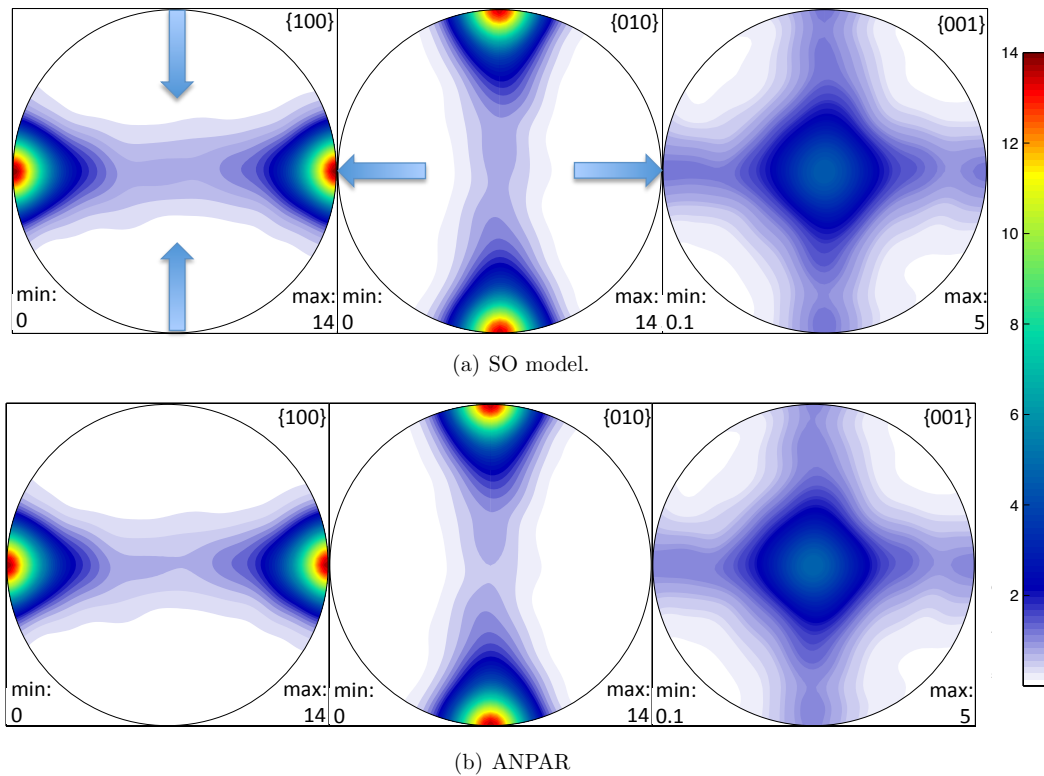 {100}
{010}
{001}
min:
0
max:
14
min:
0
max:
14
min:
0.1
max:
5
(a) SO model.
{100}
{010}
{001}
min:
0
max:
14
min:
0
max:
14
min:
0.1
max:
5
(b) ANPAR
14
12
10
8
6
4
2